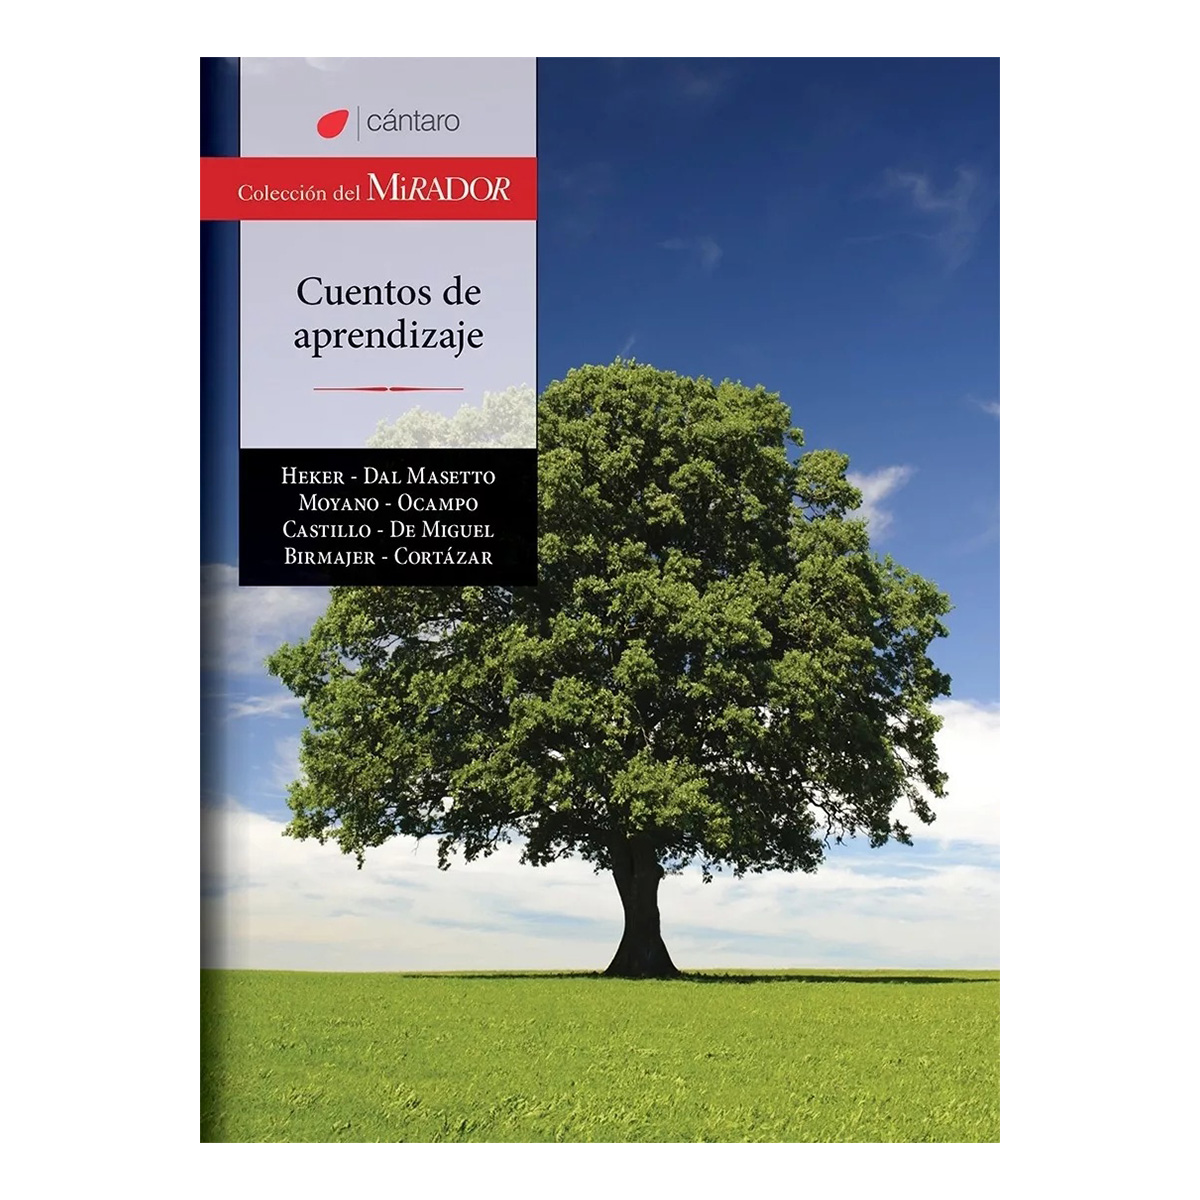 cántaro
Colección del MiRADOR
Cuentos de
aprendizaje
HEKER - DAL MASETTO
MOYANO - OCAMPO
CASTILLO - DE MIGUEL
BIRMAJER - CORTÁZAR